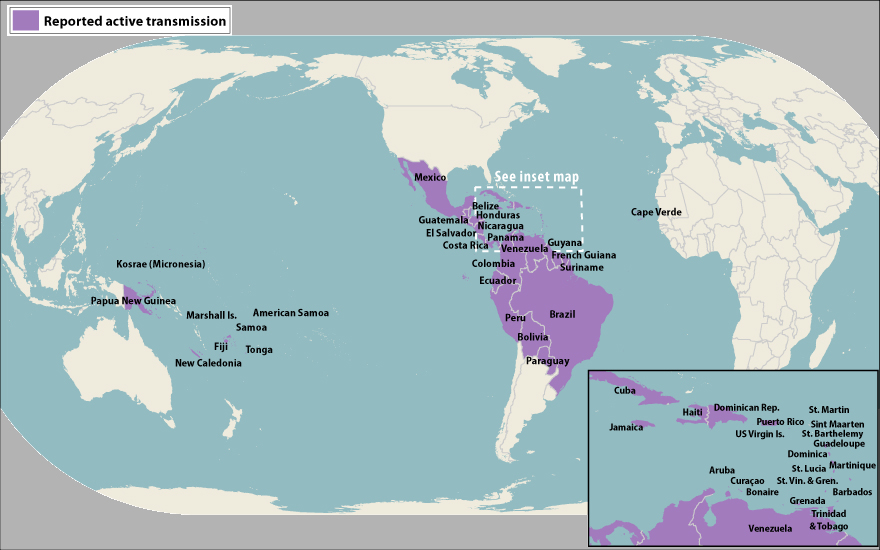 Reported active transmission
See inset map
Mexico
Belize
Honduras
Guatemala
Nicaragua
El Salvador
Panama
Costa Rica
Venezuela
Guyana
French Guiana
Suriname
Colombia
Ecuador
Peru
Brazil
Bolivia
Paraguay
Cape Verde
Kosrae (Micronesia)
Papua New Guinea
Marshall Is.
American Samoa
Samoa
Fiji
Tonga
New Caledonia
Cuba
Haiti
Dominican Rep.
Jamaica
Puerto Rico
US Virgin Is.
St. Martin
Sint Maarten
St. Barthelemy
Guadeloupe
Dominica
Martinique
St. Lucia
Aruba
Curaçao
St. Vin. & Gren.
Bonaire
Barbados
Grenada
Trinidad
& Tobago
Venezuela